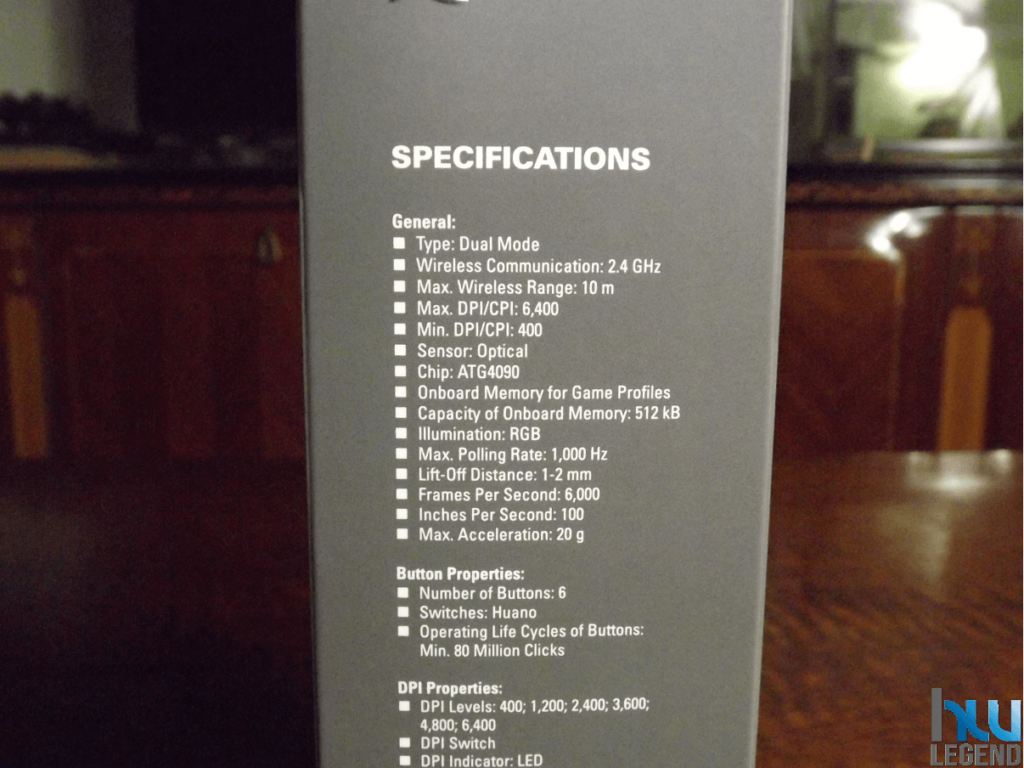 SPECIFICATIONS
General:
■ Type: Dual Mode
■ Wireless Communication: 2.4 GHz
■ Max. Wireless Range: 10 m
■ Max. DPI/CPI: 6,400
■ Min. DPI/CPI: 400
■ Sensor: Optical
■ Chip: ATG4090
■ Onboard Memory for Game Profiles
■ Capacity of Onboard Memory: 512 kB
■ Illumination: RGB
■ Max. Polling Rate: 1,000 Hz
■ Lift-Off Distance: 1-2 mm
■ Frames Per Second: 6,000
■ Inches Per Second: 100
■ Max. Acceleration: 20 g
Button Properties:
■ Number of Buttons: 6
■ Switches: Huano
■ Operating Life Cycles of Buttons:
Min. 80 Million Clicks
DPI Properties:
■ DPI Levels: 400; 1,200; 2,400; 3,600;
4,800; 6,400
■ DPI Switch
■ DPI Indicator: LED
hw
LEGEND